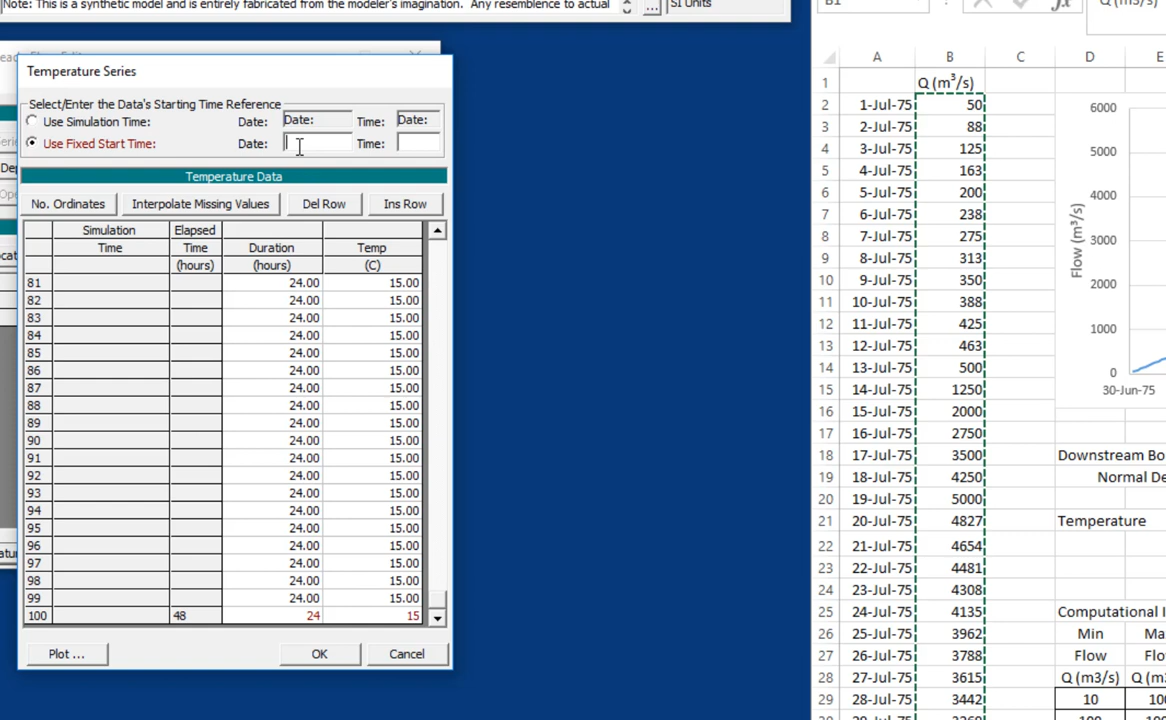 Note: This is a synthetic model and is entirely fabricated from the modeler's imagination. Any resemblance to actual
... SI Units
Q (m3/s)
Temperature Series
Select/Enter the Data's Starting Time Reference
Use Simulation Time: Date: Date: Time: Date:
Use Fixed Start Time: Date: Time:
Temperature Data
No. Ordinates Interpolate Missing Values Del Row Ins Row
Simulation Elapsed
Time Time Duration Temp
(hours) (hours) (C)
81 24.00 15.00
82 24.00 15.00
83 24.00 15.00
84 24.00 15.00
85 24.00 15.00
86 24.00 15.00
87 24.00 15.00
88 24.00 15.00
89 24.00 15.00
90 24.00 15.00
91 24.00 15.00
92 24.00 15.00
93 24.00 15.00
94 24.00 15.00
95 24.00 15.00
96 24.00 15.00
97 24.00 15.00
98 24.00 15.00
99 24.00 15.00
100 48 24 15
Plot ... OK Cancel
A B C D E
1 Q (m³/s)
2 1-Jul-75 50
3 2-Jul-75 88
4 3-Jul-75 125
5 4-Jul-75 163
6 5-Jul-75 200
7 6-Jul-75 238
8 7-Jul-75 275
9 8-Jul-75 313
10 9-Jul-75 350
11 10-Jul-75 388
12 11-Jul-75 425
13 12-Jul-75 463
14 13-Jul-75 500
15 14-Jul-75 1250
16 15-Jul-75 2000
17 16-Jul-75 2750
18 17-Jul-75 3500 Downstream Bo
19 18-Jul-75 4250 Normal De
20 19-Jul-75 5000
21 20-Jul-75 4827 Temperature
22 21-Jul-75 4654
23 22-Jul-75 4481
24 23-Jul-75 4308
25 24-Jul-75 4135 Computational I
26 25-Jul-75 3962 Min Ma
27 26-Jul-75 3788 Flow Flo
28 27-Jul-75 3615 Q (m3/s) Q (m3
29 28-Jul-75 3442 10 10
6000
5000
4000
3000
2000
1000
0
Flow (m³/s)
30-Jun-75